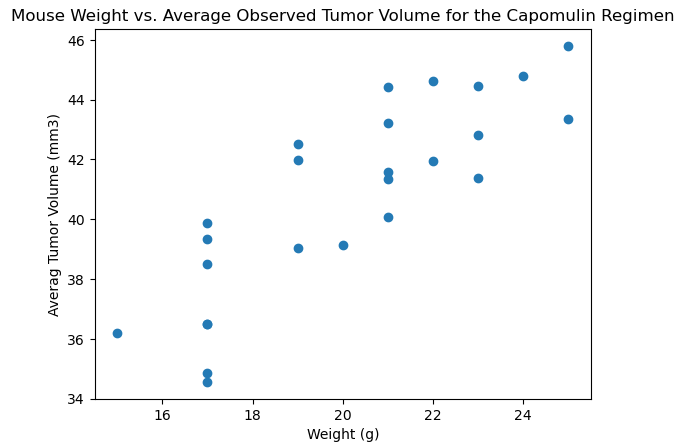 Mouse Weight vs. Average Observed Tumor Volume for the Capomulin Regimen
46
44
42
40
38
36
34
Averag Tumor Volume (mm3)
16 18 20 22 24
Weight (g)